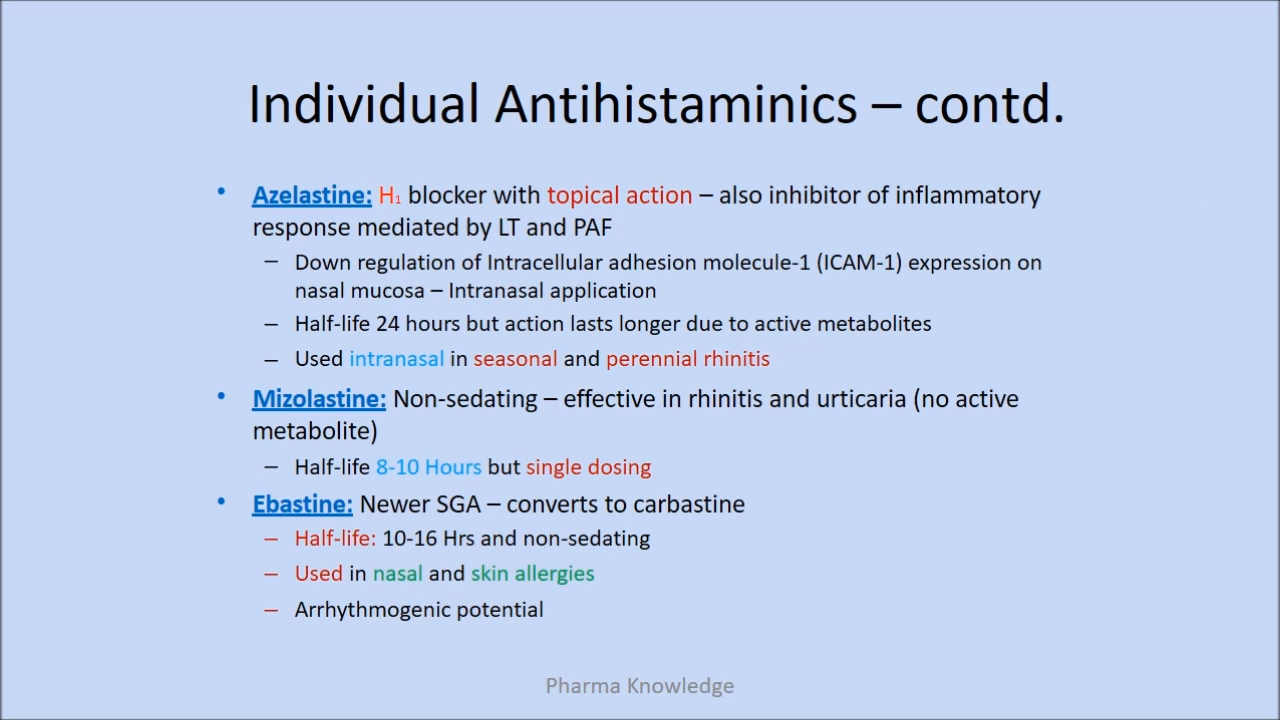 Individual Antihistaminics – contd.
• Azelastine: H₁ blocker with topical action – also inhibitor of inflammatory
response mediated by LT and PAF
– Down regulation of Intracellular adhesion molecule-1 (ICAM-1) expression on
nasal mucosa – Intranasal application
– Half-life 24 hours but action lasts longer due to active metabolites
– Used intranasal in seasonal and perennial rhinitis
• Mizolastine: Non-sedating – effective in rhinitis and urticaria (no active
metabolite)
– Half-life 8-10 Hours but single dosing
• Ebastine: Newer SGA – converts to carbastine
– Half-life: 10-16 Hrs and non-sedating
– Used in nasal and skin allergies
– Arrhythmogenic potential
Pharma Knowledge